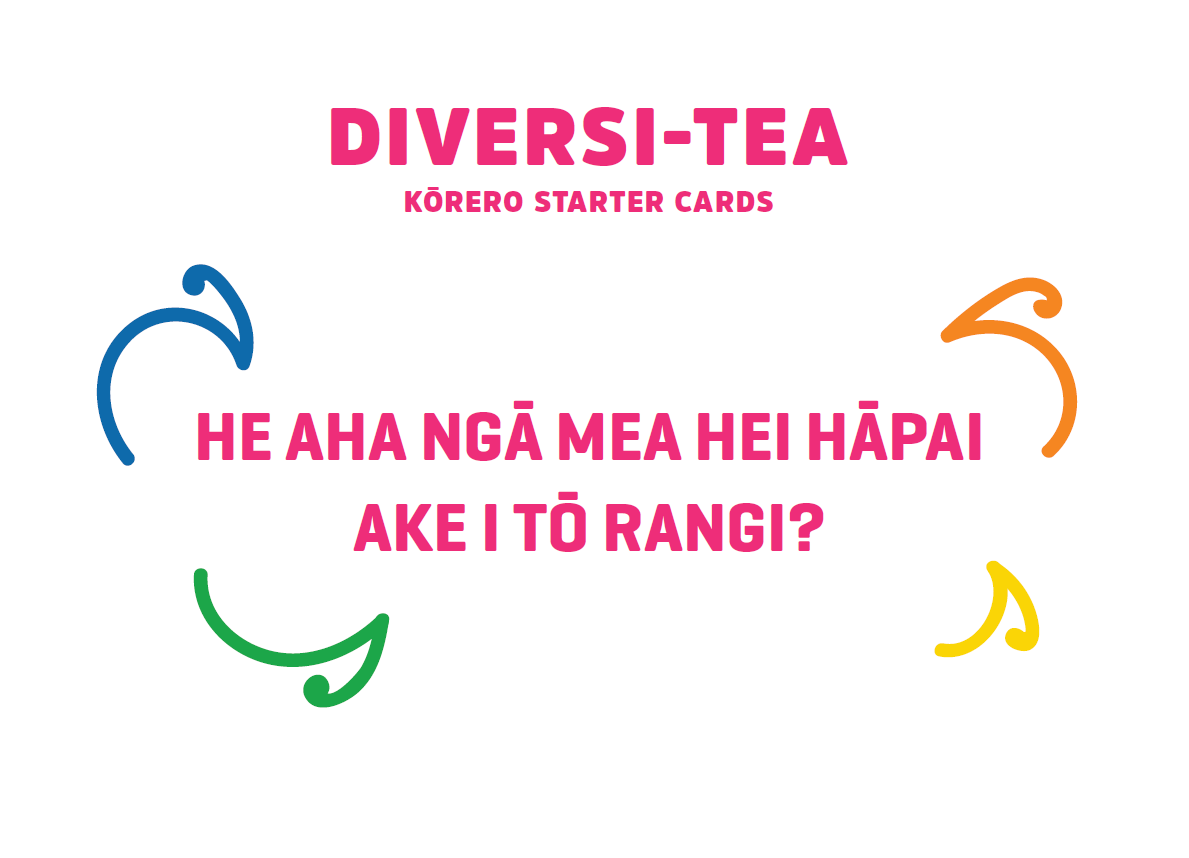 DIVERSI-TEA
KŌRERO STARTER CARDS
HE AHA NGĀ MEA HEI HĀPAI
AKE I TŌ RANGI?